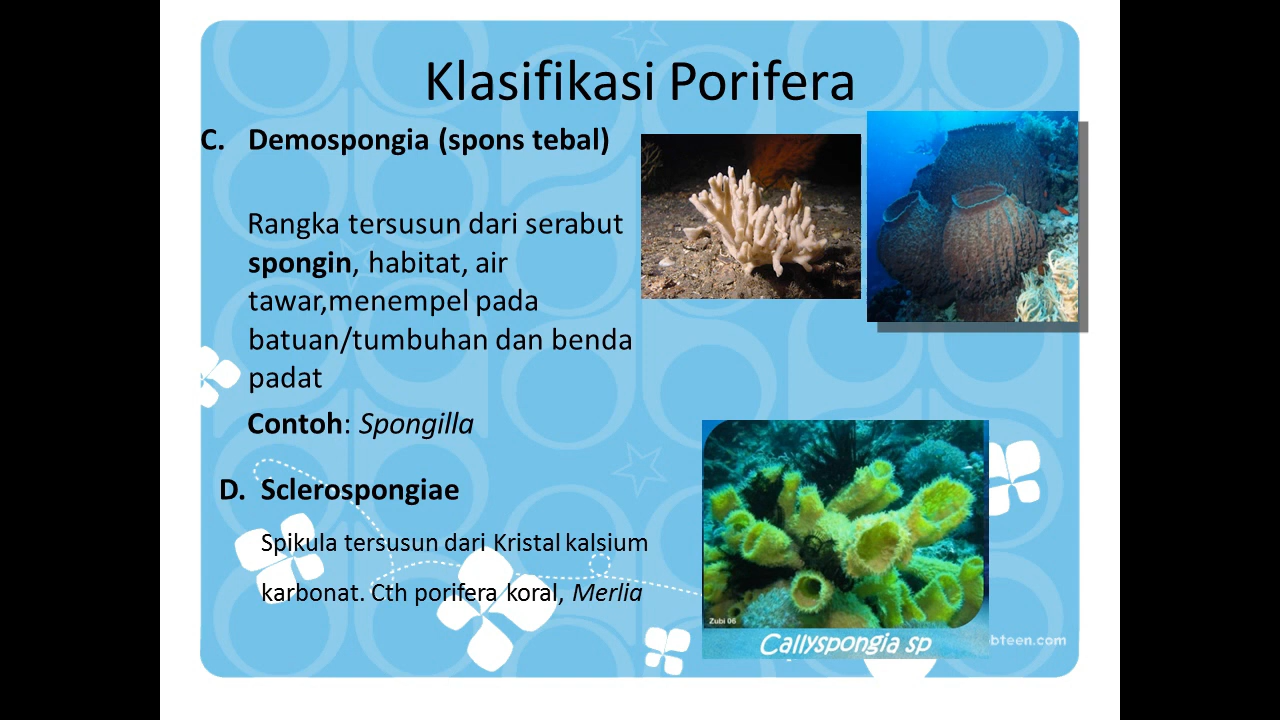 Klasifikasi Porifera
C. Demospongia (spons tebal)
Rangka tersusun dari serabut
spongin, habitat, air
tawar,menempel pada
batuan/tumbuhan dan benda
padat
Contoh: Spongilla
D. Sclerospongiae
Spikula tersusun dari Kristal kalsium
karbonat. Cth porifera koral, Merlia
Zubi 06
Callyspongia sp
bteen.com